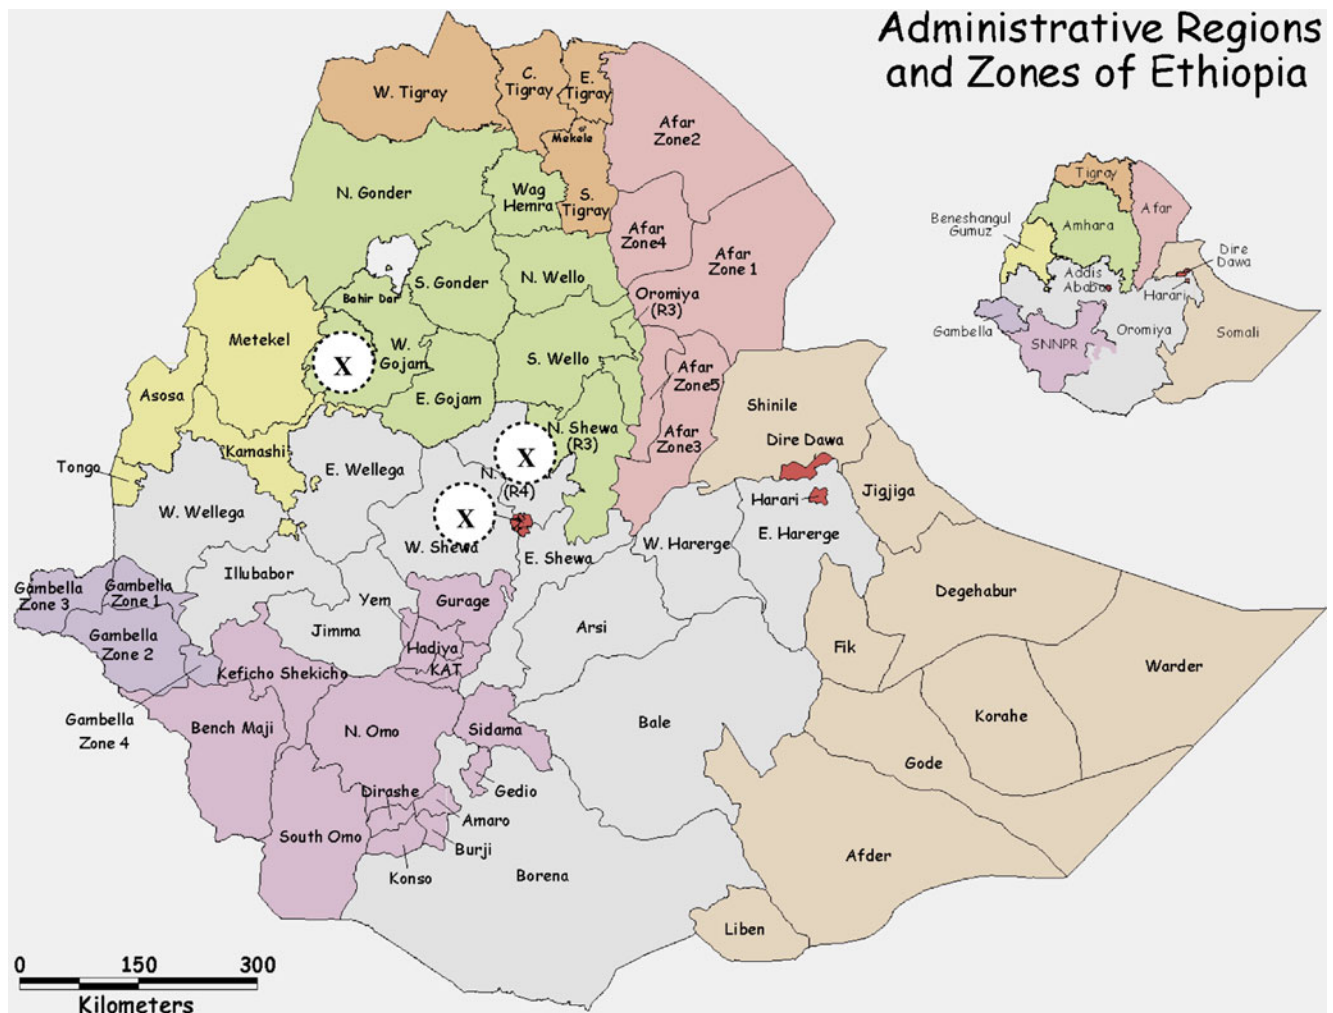 Administrative Regions
and Zones of Ethiopia
W. Tigray
C.
Tigray
E.
Tigray
Mekele
S.
Tigray
Afar
Zone2
N. Gonder
Wag
Hemra
Afar
Zone4
Afar
Zone 1
S. Gonder
N. Wello
Bahir Dar
Oromiya
(R3)
Metekel
W.
Gojam
S. Wello
X
Afar
Zone5
Asosa
E. Gojam
N. Shewa
(R3)
Afar
Zone3
Shinile
Dire Dawa
Tongo
Kamashi
E. Wellega
X
N.
(R4)
Harari
Jigjiga
W. Wellega
X
W. Shewa
E. Shewa
W. Harerge
E. Harerge
Gambella
Zone 3
Gambella
Zone 1
Illubabor
Yem
Gurage
Degehabur
Gambella
Zone 2
Jimma
Hadiya
KAT
Arsi
Fik
Warder
Keficho Shekicho
Gambella
Zone 4
Bench Maji
N. Omo
Sidama
Bale
Korahe
Gode
Dirashe
Gedio
Amaro
South Omo
Burji
Konso
Borena
Afder
Liben
0 150 300
Kilometers
Tigray
Afar
Beneshangul
Gumuz
Amhara
Dire
Dawa
Addis
Ababa
Harari
Gambella
SNNPR
Oromiya
Somali